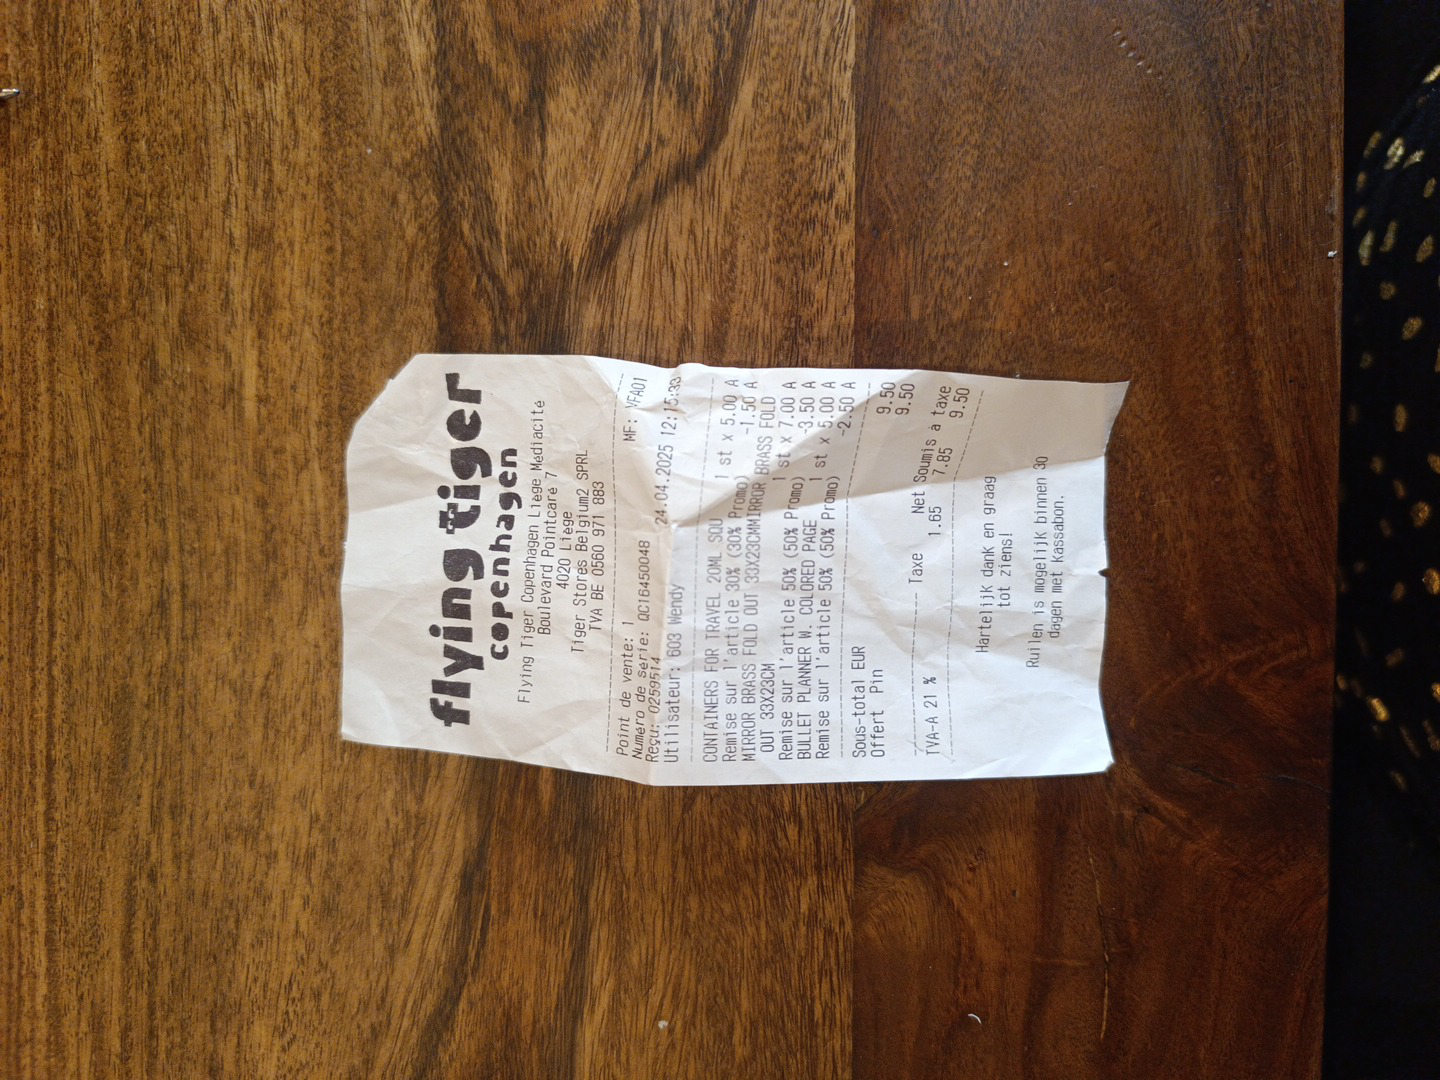 flying tiger
copenhagen
Flying Tiger Copenhagen Liège Médiacité
Boulevard Pointcaré 7
4020 Liège
Tiger Stores Belgium2 SPRL
TVA BE 0560 971 883
Point de vente: 1 MF: VFA01
Numéro de série: QC16450048
Reçu: 0259514 24.04.2025 12:15:33
Utilisateur: 603 Wendy
CONTAINERS FOR TRAVEL 20ML SQU 1 st x 5.00 A
Remise sur l'article 30% (30% Promo) -1.50 A
MIRROR BRASS FOLD OUT 33X23CMMIRROR BRASS FOLD
OUT 33X23CM 1 st x 7.00 A
Remise sur l'article 50% (50% Promo) -3.50 A
BULLET PLANNER W. COLORED PAGE 1 st x 5.00 A
Remise sur l'article 50% (50% Promo) -2.50 A
Sous-total EUR 9.50
Offert Pin 9.50
Taxe Net Soumis à taxe
TVA-A 21 % 1.65 7.85 9.50
Hartelijk dank en graag
tot ziens!
Ruilen is mogelijk binnen 30
dagen met Kassabon.